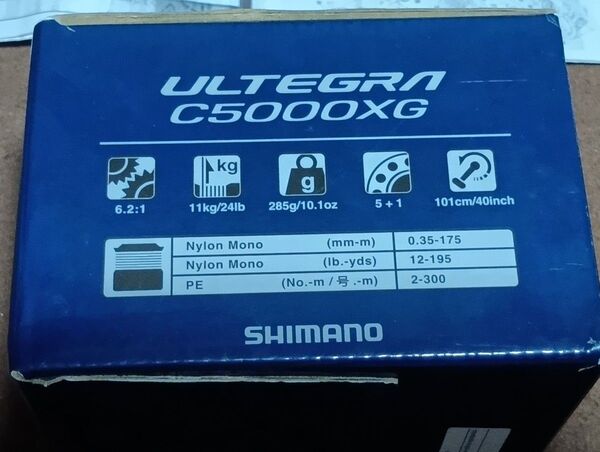 ULTEGRA
C5000XG
kg
g
6.2:1
11kg/24lb
285g/10.1oz
5 + 1
101cm/40inch
Nylon Mono (mm-m) 0.35-175
Nylon Mono (lb.-yds) 12-195
PE (No.-m / 号.-m) 2-300
SHIMANO